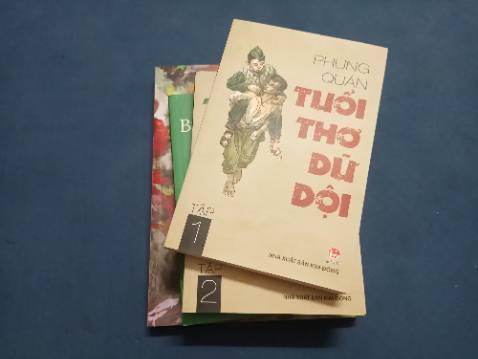 PHÙNG
QUÁN
TUỔI
THƠ
DỮ
DỘI
TẬP
1
NHÀ XUẤT BẢN KIM ĐỒNG
TẬP
2
NHÀ XUẤT BẢN KIM ĐỒNG